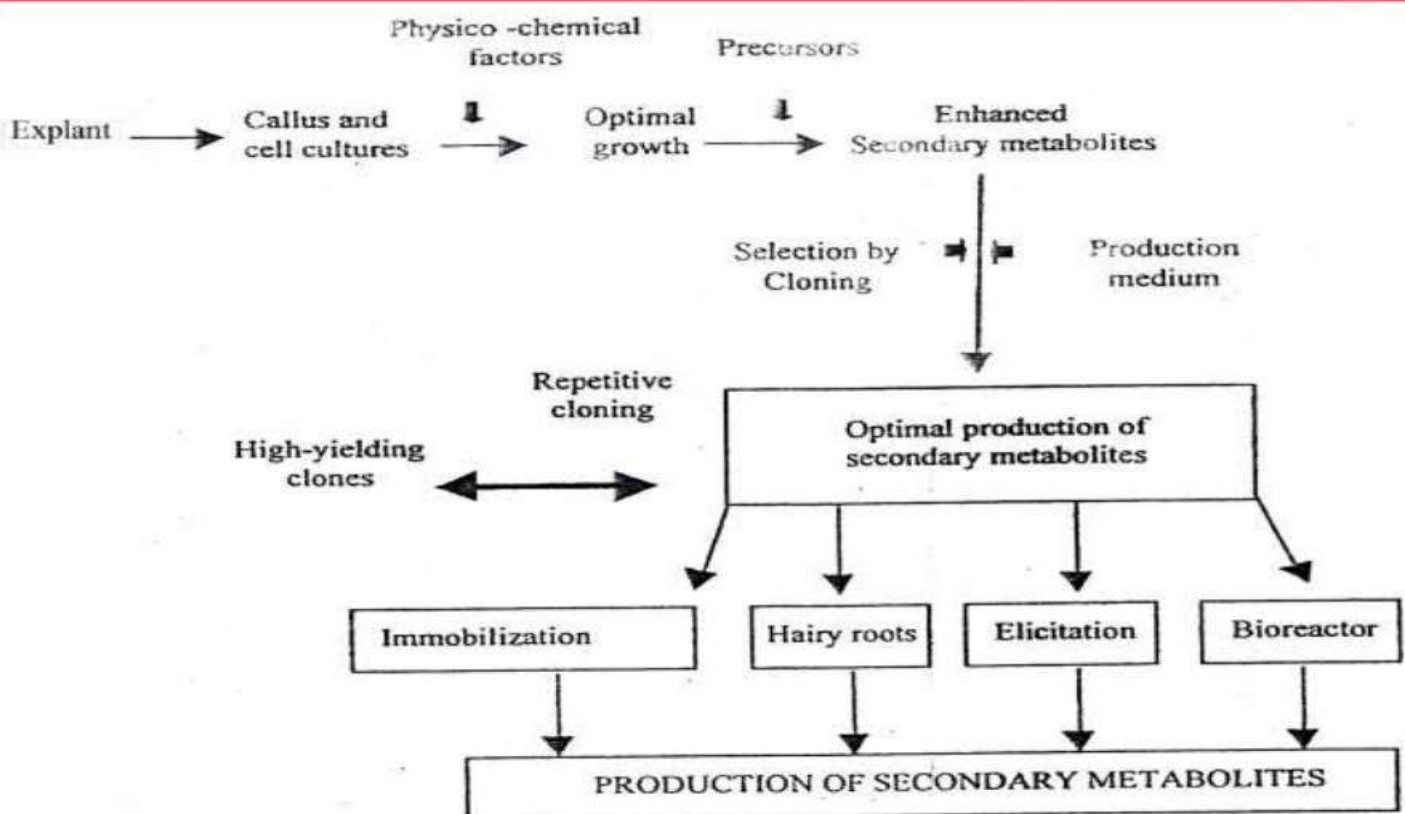 Physico -chemical
factors
Precursors
Explant
Callus and
cell cultures
Optimal
growth
Enhanced
Secondary metabolites
Selection by
Cloning
Production
medium
Repetitive
cloning
High-yielding
clones
Optimal production of
secondary metabolites
Immobilization
Hairy roots
Elicitation
Bioreactor
PRODUCTION OF SECONDARY METABOLITES